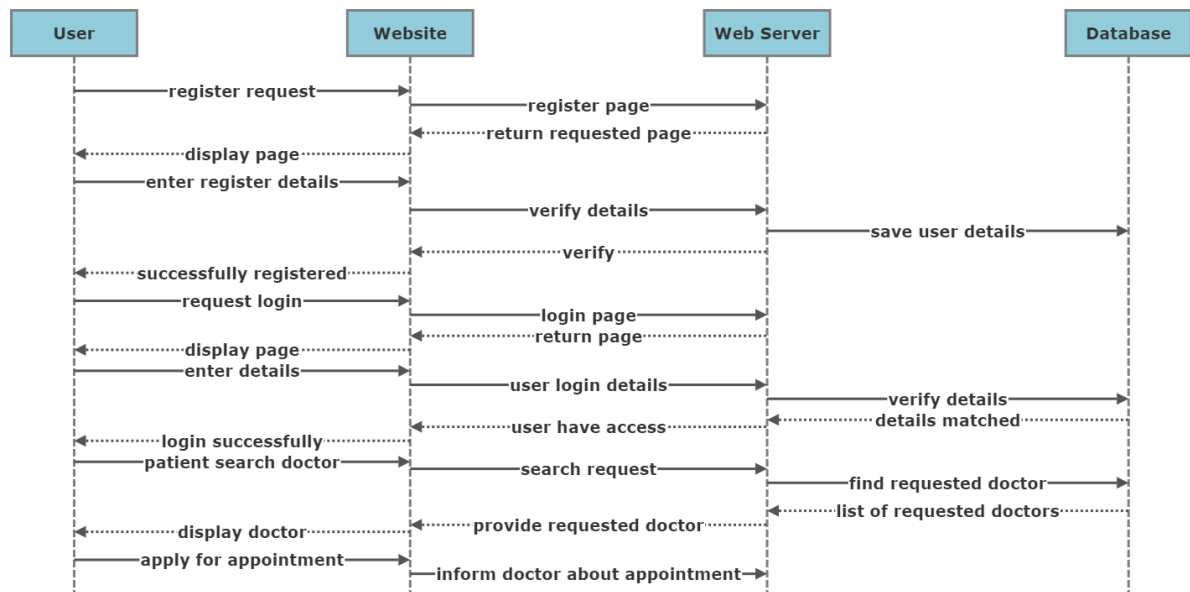 User
Website
Web Server
Database
register request
register page
return requested page
display page
enter register details
verify details
save user details
verify
successfully registered
request login
login page
return page
display page
enter details
user login details
verify details
details matched
user have access
login successfully
patient search doctor
search request
find requested doctor
list of requested doctors
provide requested doctor
display doctor
apply for appointment
inform doctor about appointment